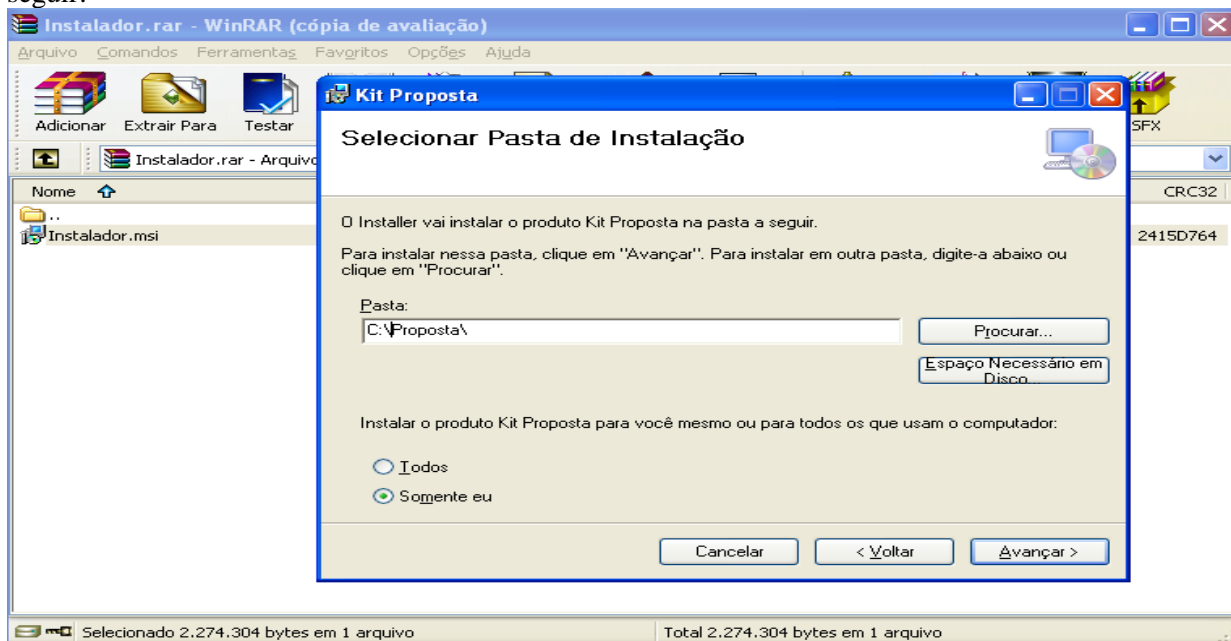 seguir:
Instalador.rar - WinRAR (cópia de avaliação)
Arquivo Comandos Ferramentas Favoritos Opções Ajuda
Adicionar Extrair Para Testar SFX
Instalador.rar - Arquivo
Nome CRC32
..
Instalador.msi 2415D764
Kit Proposta
Selecionar Pasta de Instalação
O Installer vai instalar o produto Kit Proposta na pasta a seguir.
Para instalar nessa pasta, clique em "Avançar". Para instalar em outra pasta, digite-a abaixo ou
clique em "Procurar".
Pasta:
C:\Proposta\
Procurar...
Espaço Necessário em
Disco...
Instalar o produto Kit Proposta para você mesmo ou para todos os que usam o computador:
Todos
Somente eu
Cancelar < Voltar Avançar >
Selecionado 2.274.304 bytes em 1 arquivo Total 2.274.304 bytes em 1 arquivo